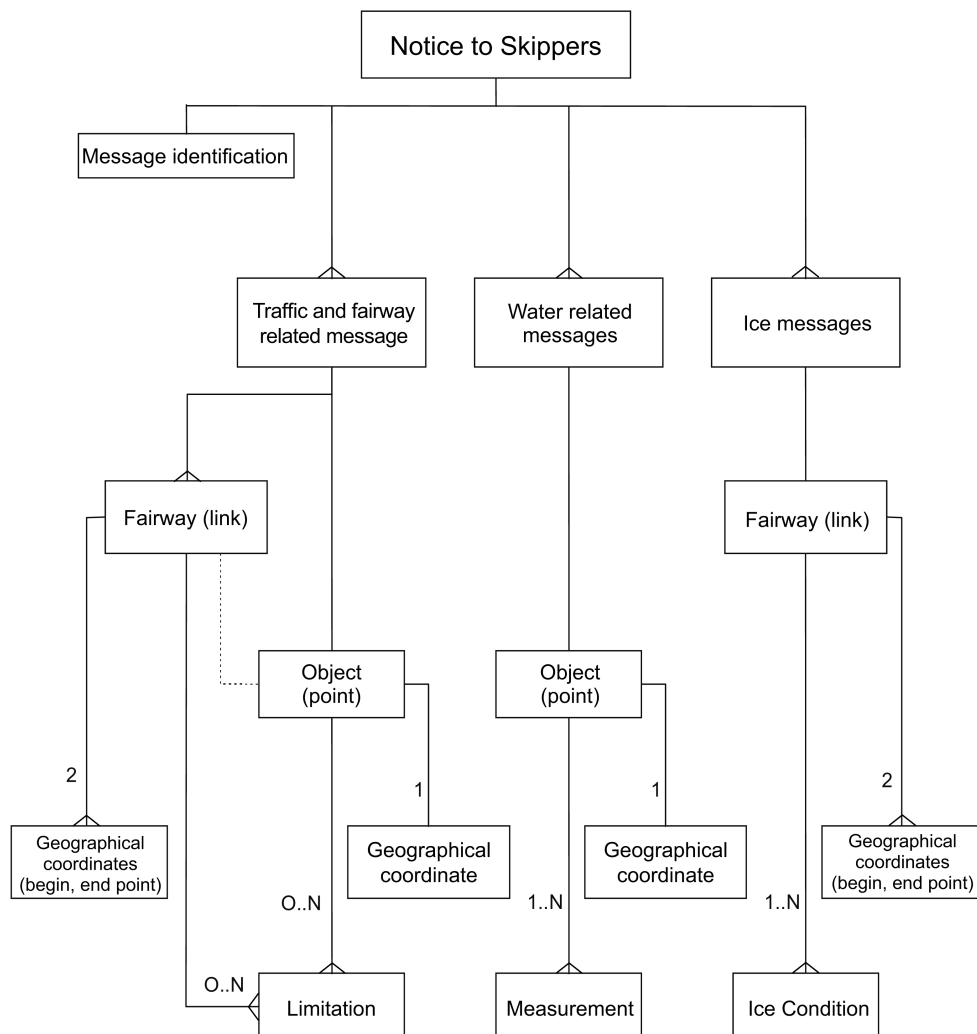 Notice to Skippers
Message identification
Traffic and fairway
related message
Water related
messages
Ice messages
Fairway (link)
Fairway (link)
Object
(point)
Object
(point)
2
1
1
2
Geographical
coordinates
(begin, end point)
Geographical
coordinate
Geographical
coordinate
Geographical
coordinates
(begin, end point)
O..N
1..N
1..N
O..N
Limitation
Measurement
Ice Condition